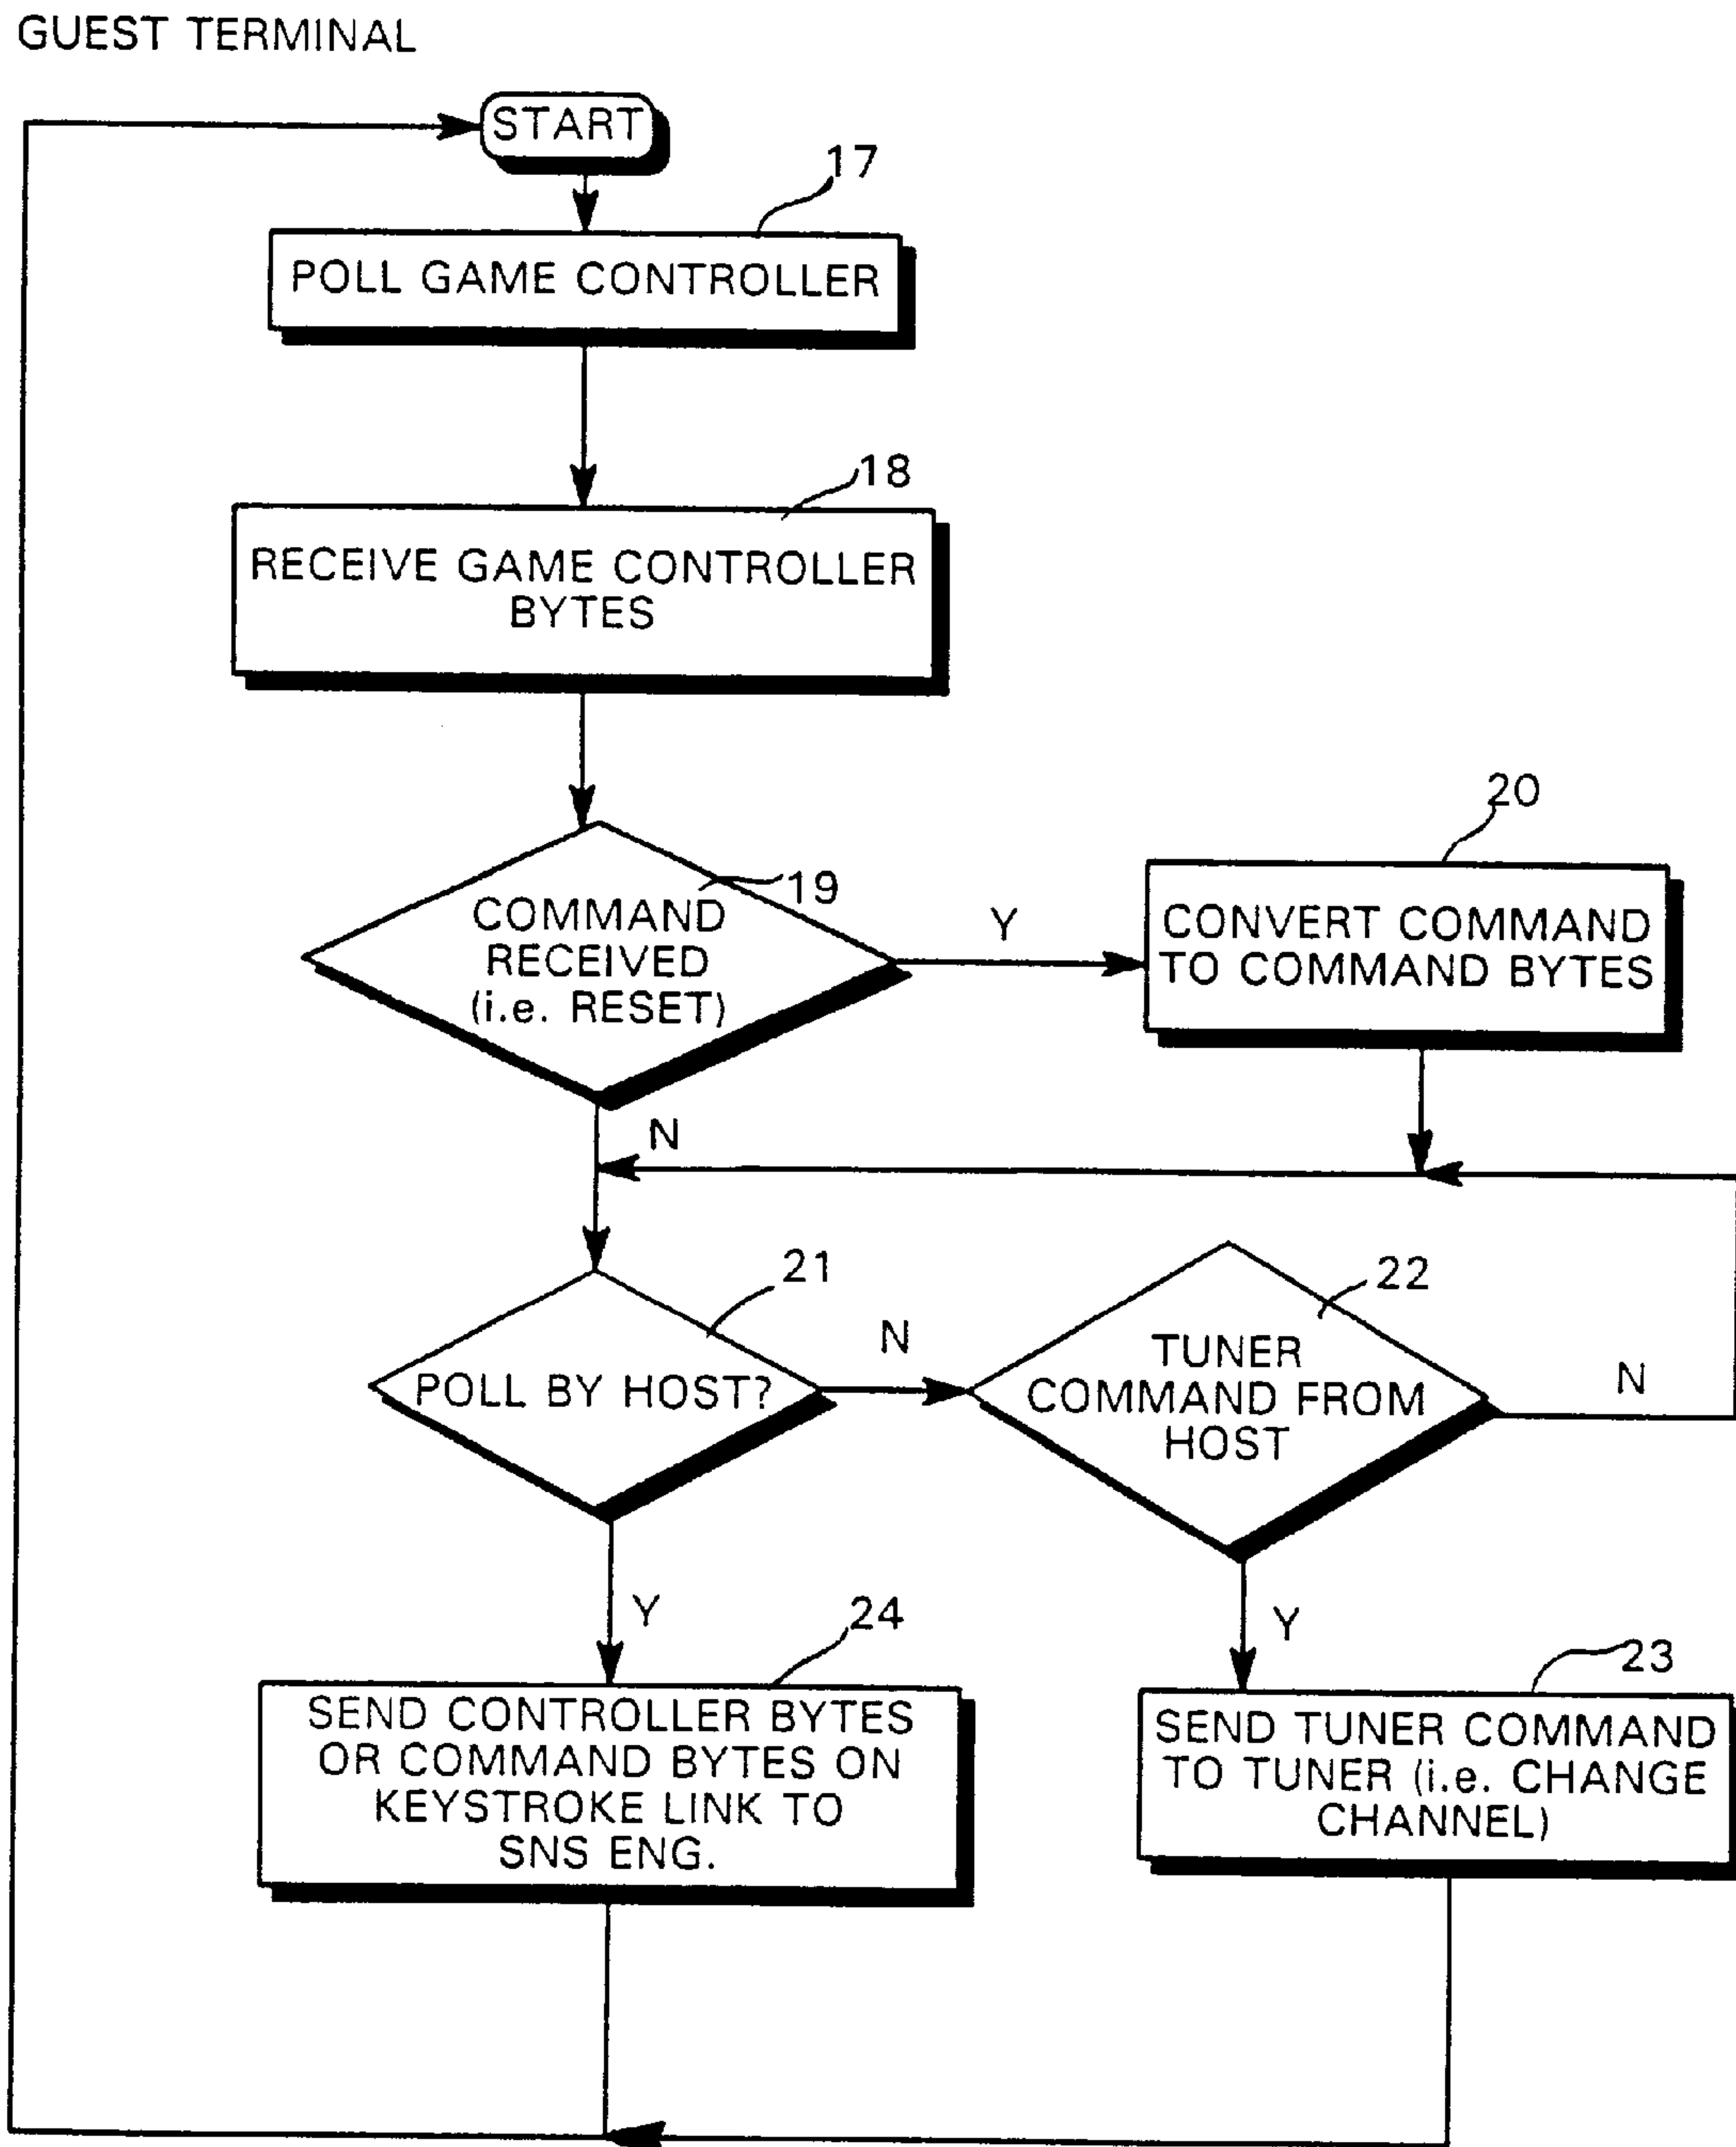 GUEST TERMINAL
START
17
POLL GAME CONTROLLER
18
RECEIVE GAME CONTROLLER
BYTES
19
COMMAND
RECEIVED
(i.e. RESET)
Y
20
CONVERT COMMAND
TO COMMAND BYTES
N
21
POLL BY HOST?
N
22
TUNER
COMMAND FROM
HOST
N
Y
24
SEND CONTROLLER BYTES
OR COMMAND BYTES ON
KEYSTROKE LINK TO
SNS ENG.
Y
23
SEND TUNER COMMAND
TO TUNER (i.e. CHANGE
CHANNEL)